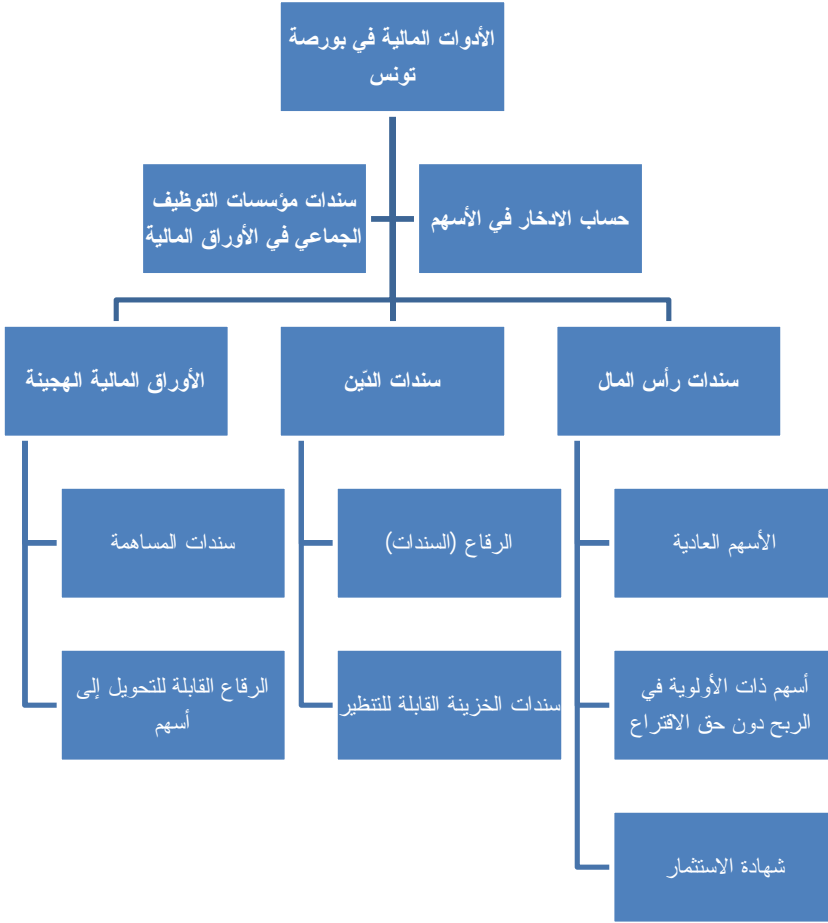 الأدوات المالية في بورصة
تونس
حساب الادخار في الأسهم
سندات مؤسسات التوظيف
الجماعي في الأوراق المالية
سندات رأس المال
سندات الدّين
الأوراق المالية الهجينة
الأسهم العادية
الرقاع (السندات)
سندات المساهمة
أسهم ذات الأولوية في
الربح دون حق الاقتراع
سندات الخزينة القابلة للتنظير
الرقاع القابلة للتحويل إلى
أسهم
شهادة الاستثمار